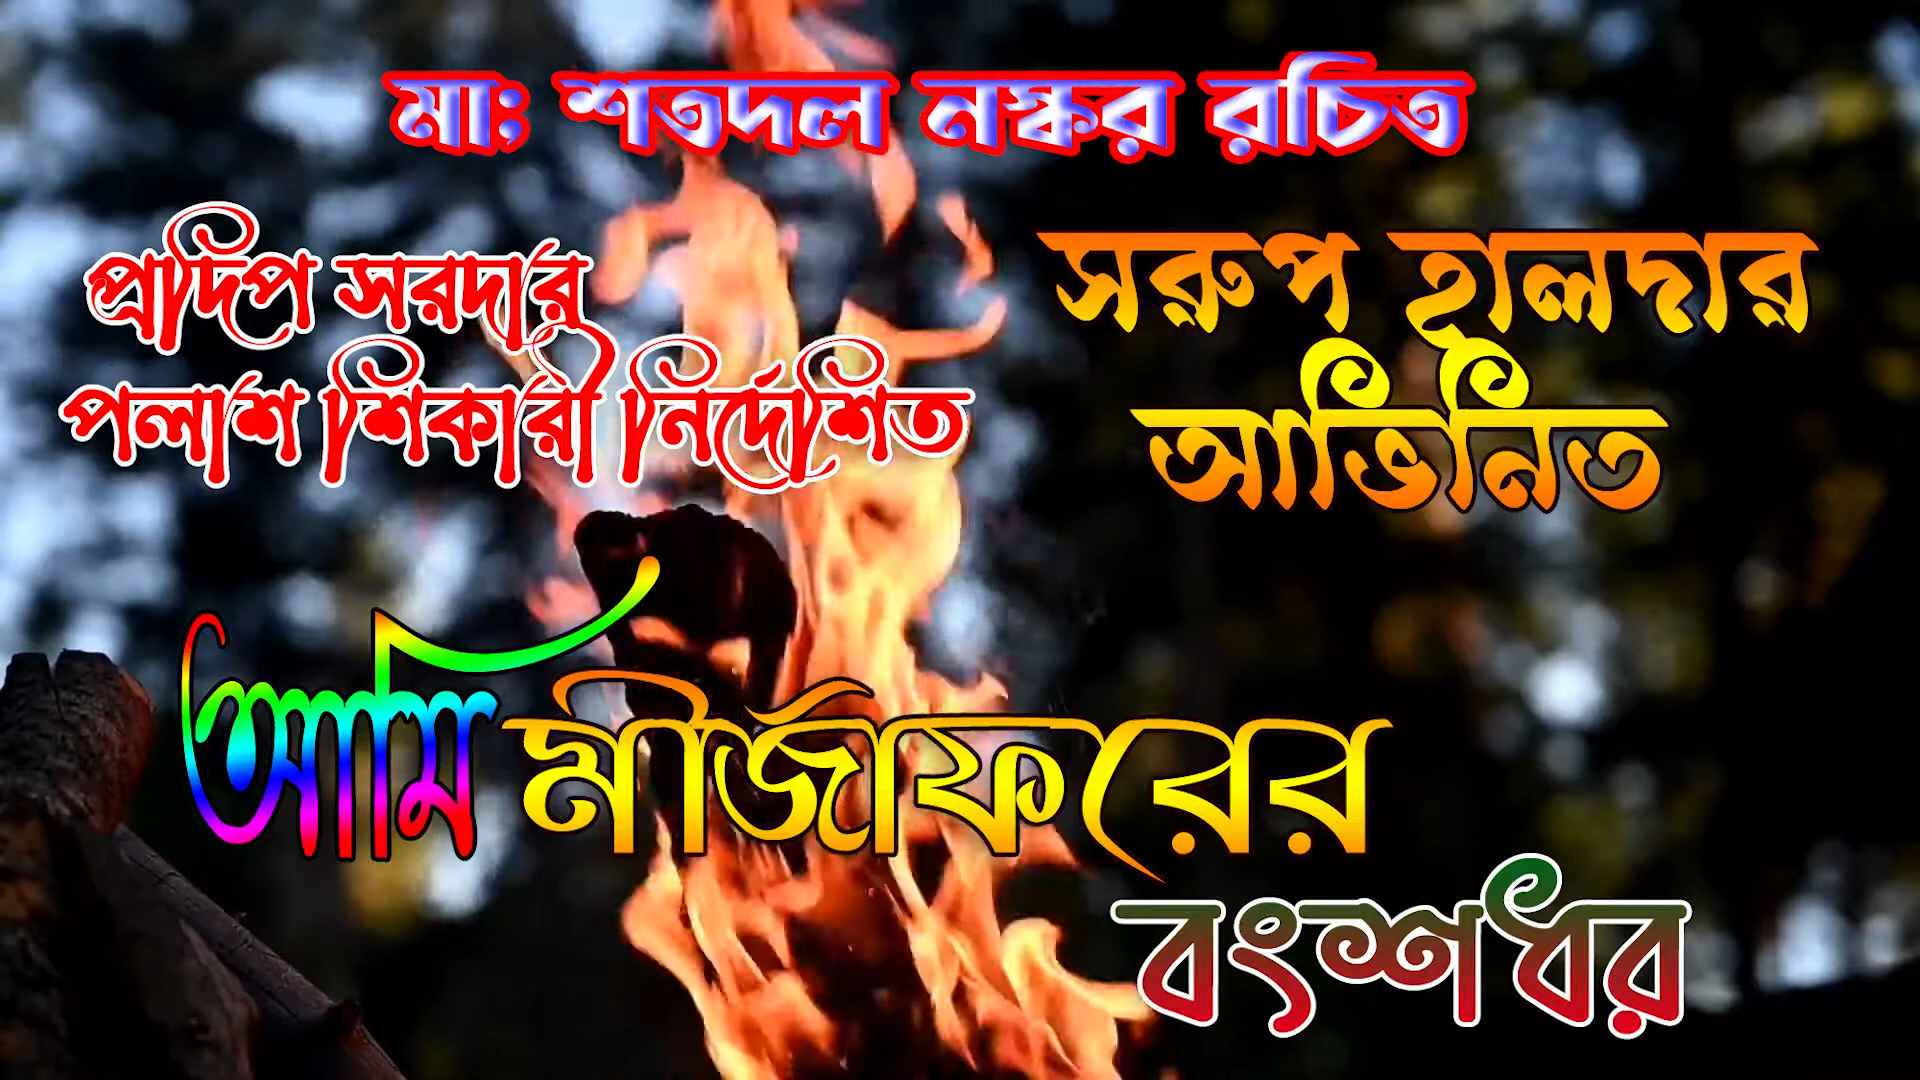 মাঃ শতদল নস্কর রচিত
প্রদিপ সরদার
পলাশ শিকারী নির্দেশিত
সরুপ হালদার
অভিনিত
আমি মীর্জাফরের
বংশধর